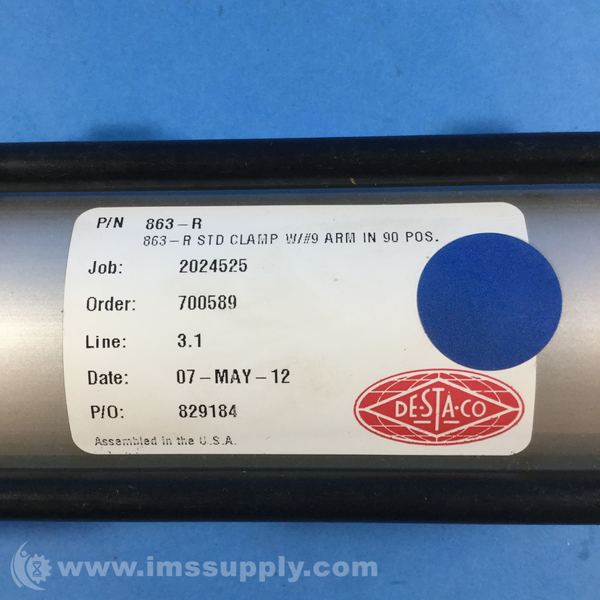 P/N 863-R
863-R STD CLAMP W/#9 ARM IN 90 POS.
Job: 2024525
Order: 700589
Line: 3.1
Date: 07-MAY-12
P/O: 829184
Assembled in the U.S.A.
DE-STA-CO
www.imssupply.com